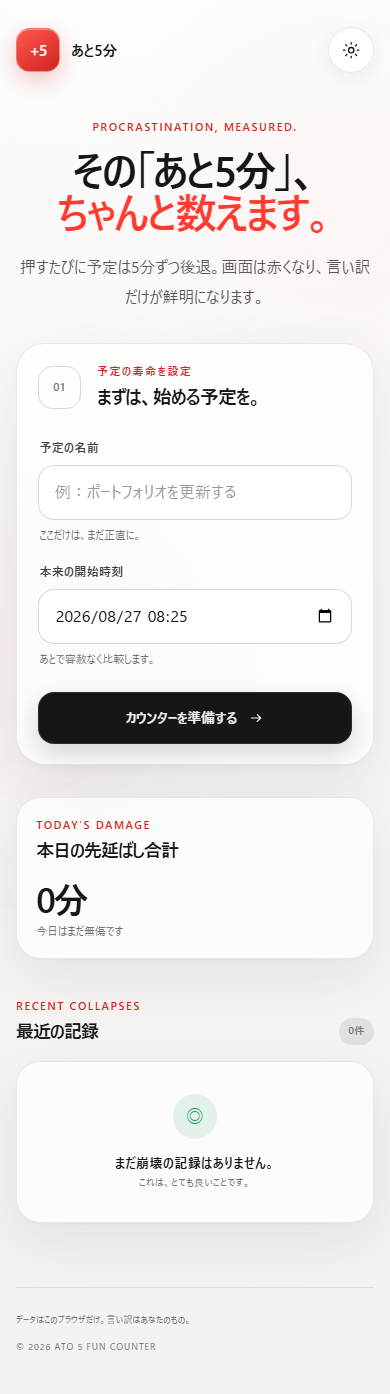 +5
あと5分
PROCRASTINATION, MEASURED.
その「あと5分」、
ちゃんと数えます。
押すたびに予定は5分ずつ後退。画面は赤くなり、言い訳
だけが鮮明になります。
01
予定の寿命を設定
まずは、始める予定を。
予定の名前
例：ポートフォリオを更新する
ここだけは、まだ正直に。
本来の開始時刻
2026/08/27 08:25
あとで容赦なく比較します。
カウンターを準備する →
TODAY'S DAMAGE
本日の先延ばし合計
0分
今日はまだ無傷です
RECENT COLLAPSES
最近の記録
0件
◎
まだ崩壊の記録はありません。
これは、とても良いことです。
データはこのブラウザだけ。言い訳はあなたのもの。
© 2026 ATO 5 FUN COUNTER